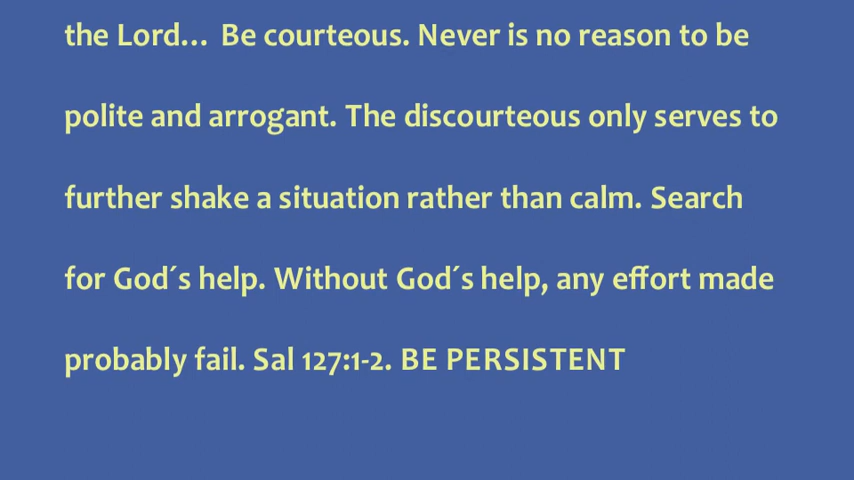 the Lord...  Be courteous. Never is no reason to be
polite and arrogant. The discourteous only serves to
further shake a situation rather than calm. Search
for God´s help. Without God´s help, any effort made
probably fail. Sal 127:1-2. BE PERSISTENT